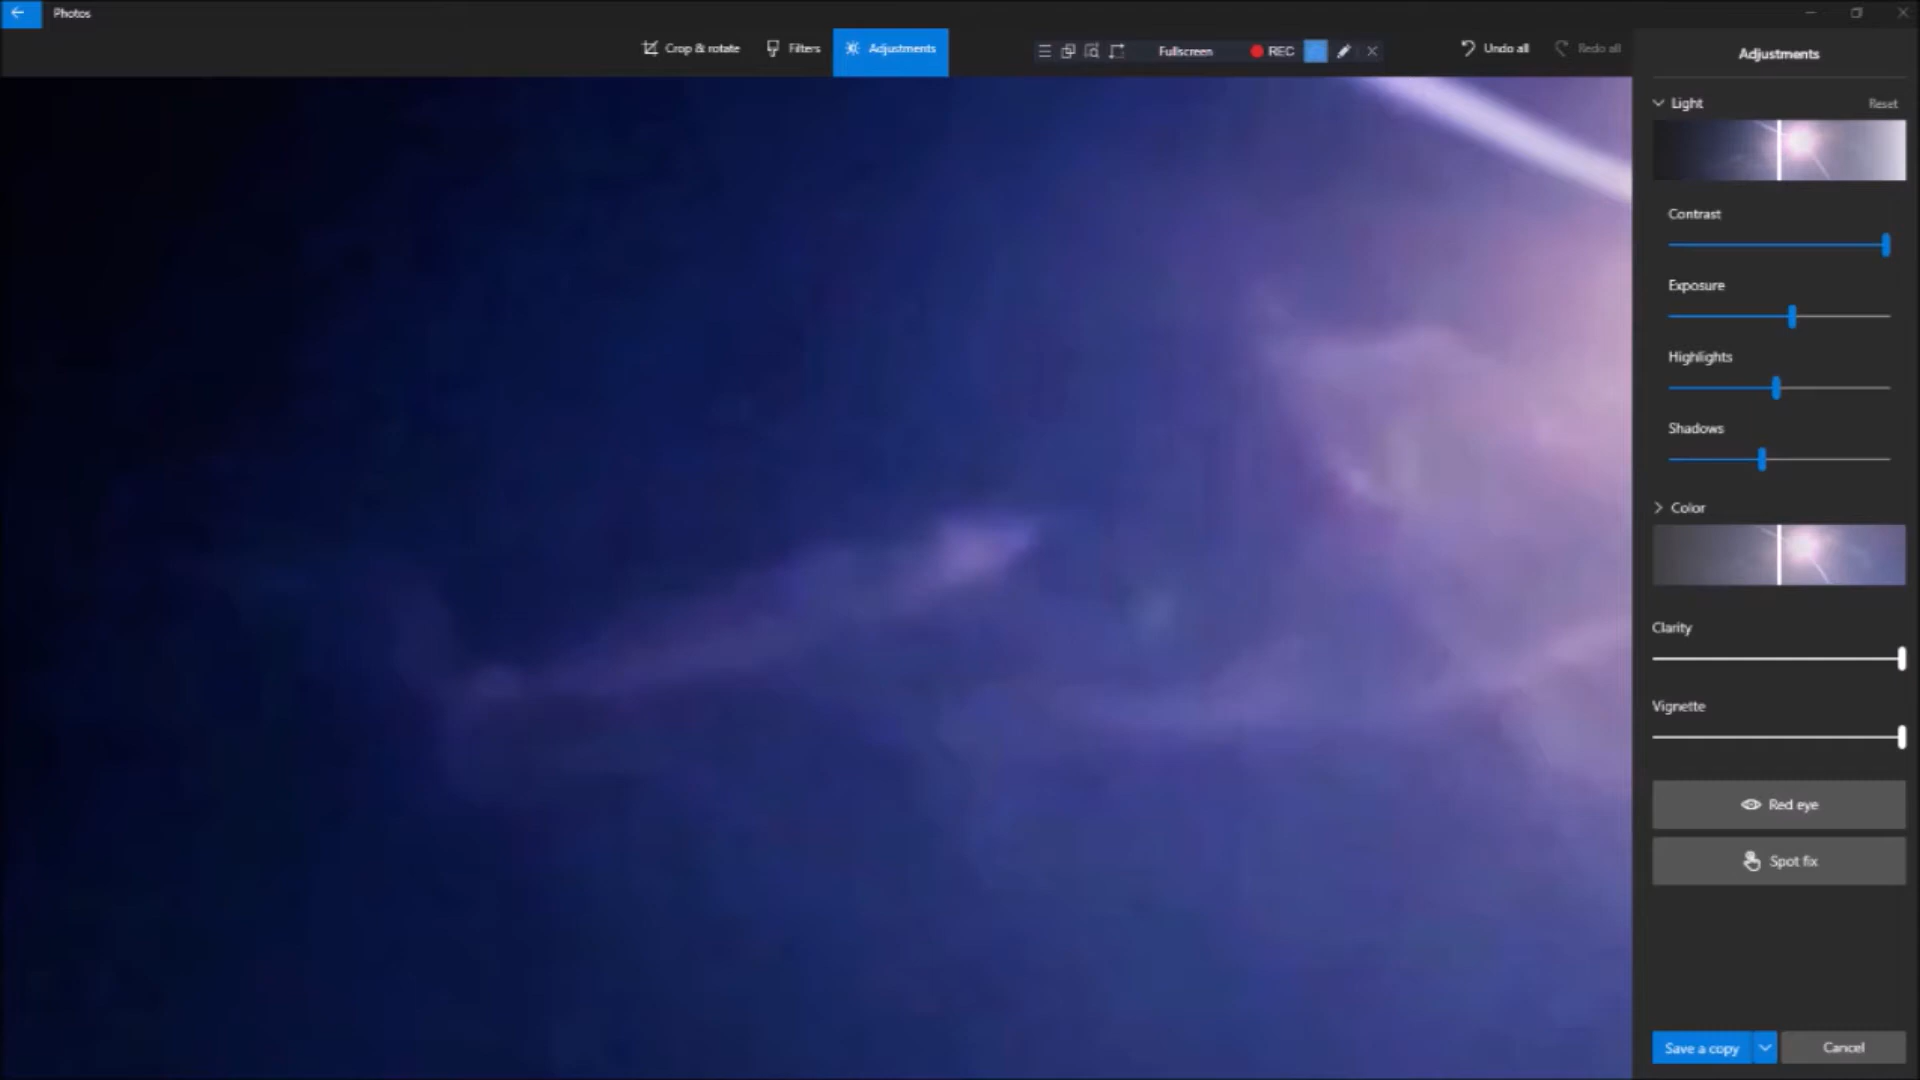 Photos
Crop & rotate
Filters
Adjustments
Fullscreen
REC
Undo all
Redo all
Adjustments
Light
Reset
Contrast
Exposure
Highlights
Shadows
Color
Clarity
Vignette
Red eye
Spot fix
Save a copy
Cancel